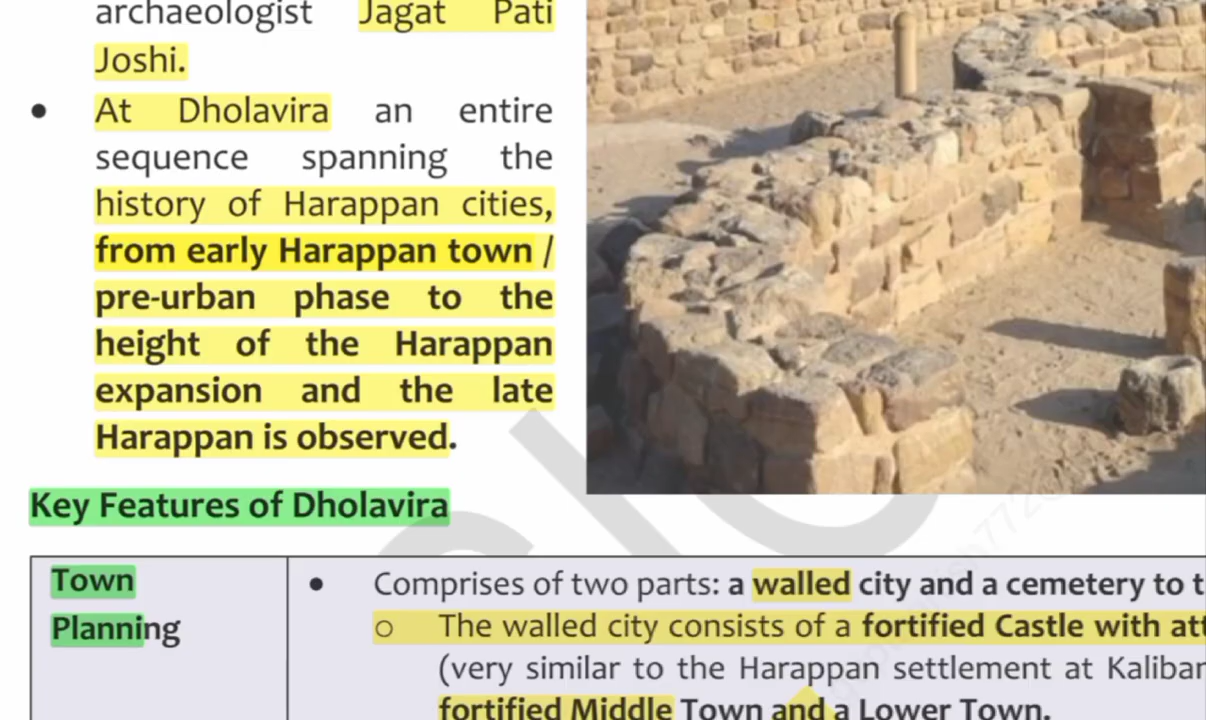 archaeologist Jagat Pati
Joshi.
● At Dholavira an entire
sequence spanning the
history of Harappan cities,
from early Harappan town /
pre-urban phase to the
height of the Harappan
expansion and the late
Harappan is observed.
Key Features of Dholavira
Town
Planning
● Comprises of two parts: a walled city and a cemetery to t
○ The walled city consists of a fortified Castle with att
(very similar to the Harappan settlement at Kaliban
fortified Middle Town and a Lower Town.